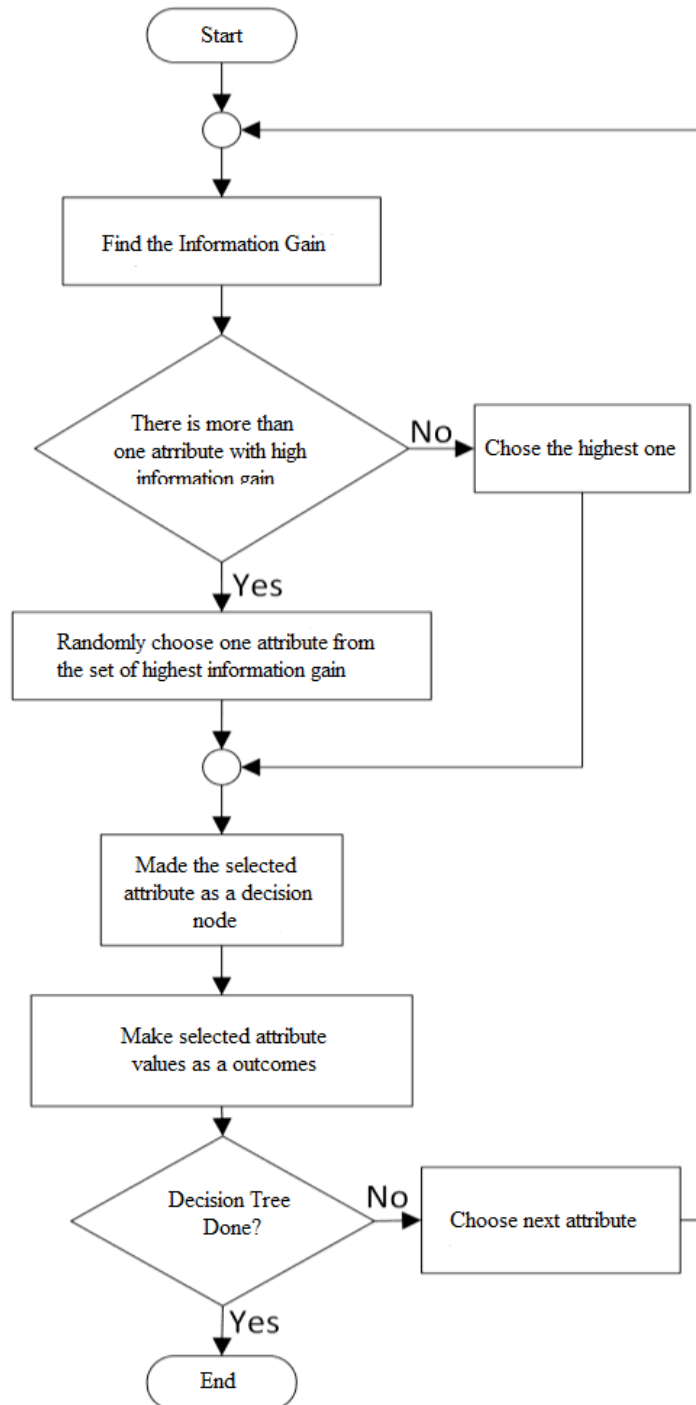 Start
Find the Information Gain
There is more than
one atrribute with high
information gain
No
Chose the highest one
Yes
Randomly choose one attribute from
the set of highest information gain
Made the selected
attribute as a decision
node
Make selected attribute
values as a outcomes
Decision Tree
Done?
No
Choose next attribute
Yes
End